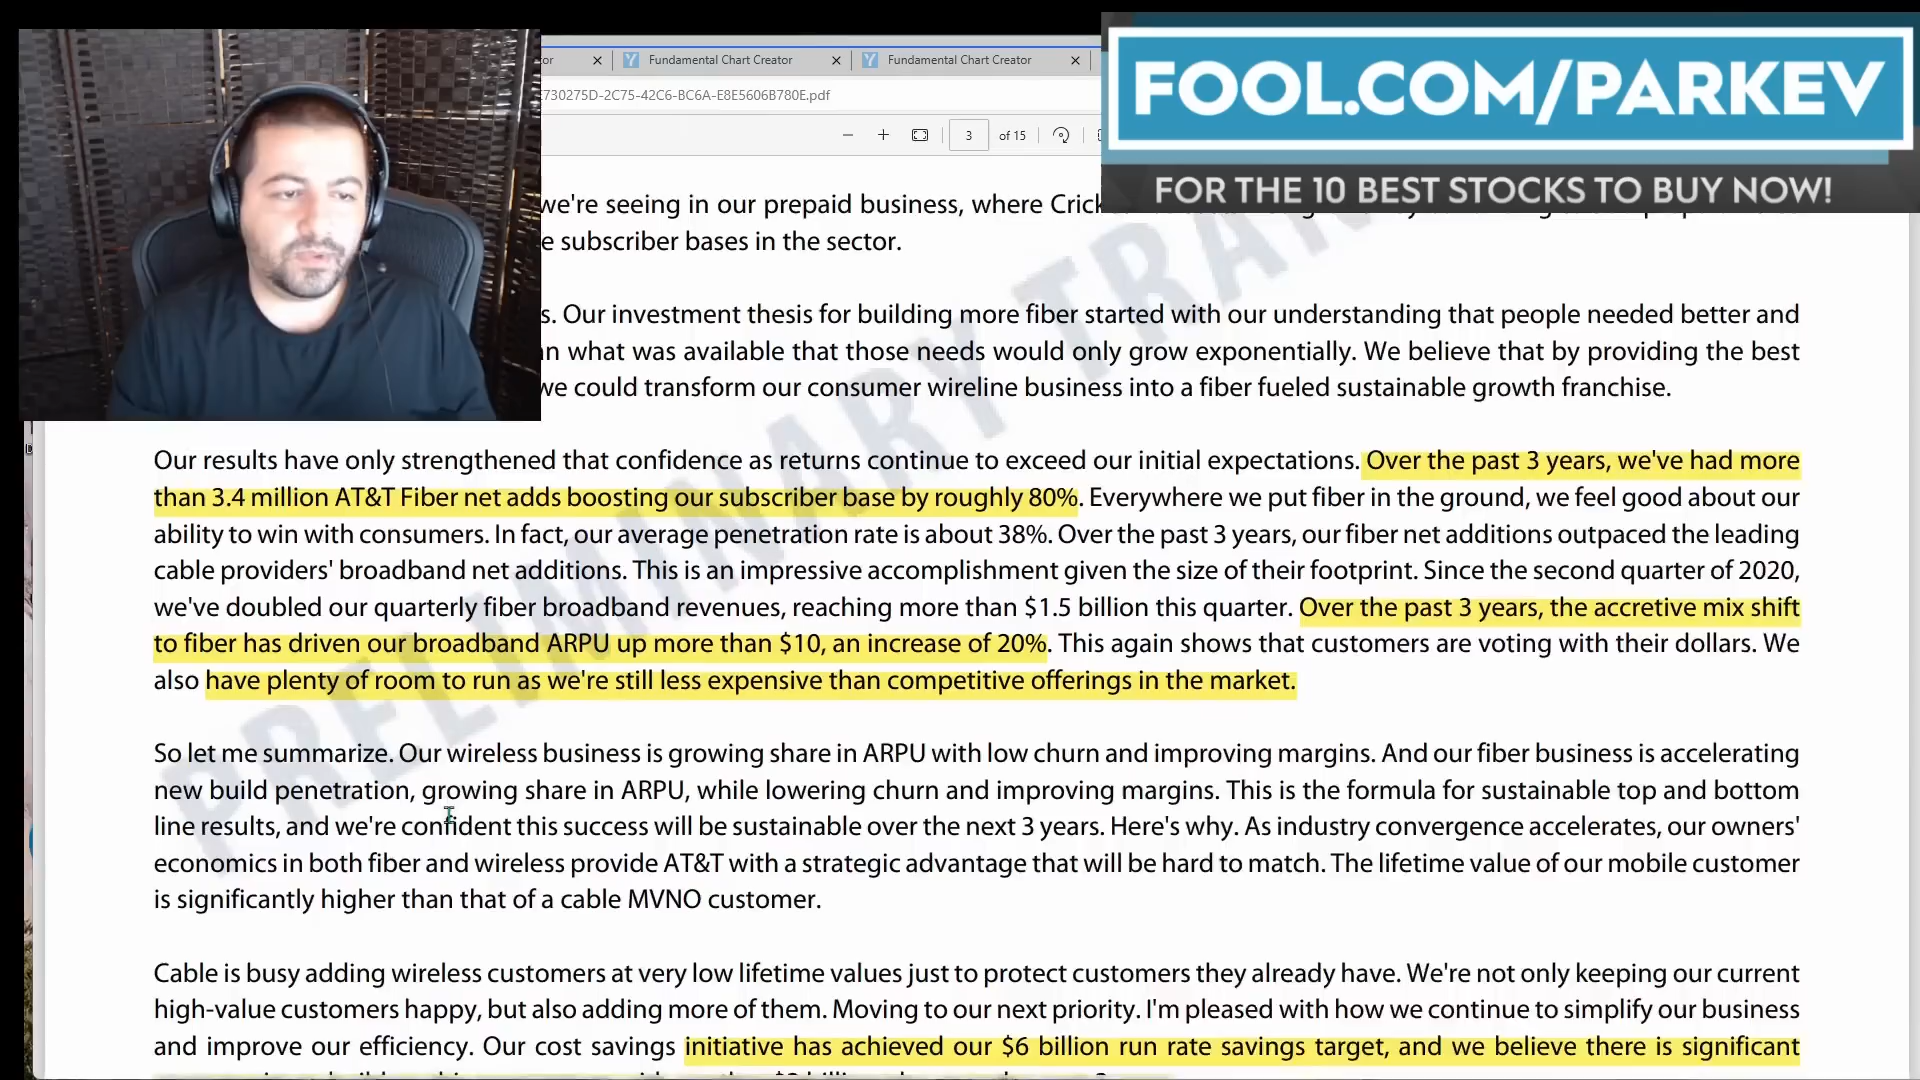 tor
Fundamental Chart Creator
Fundamental Chart Creator
FOOL.COM/PARKEV
FOR THE 10 BEST STOCKS TO BUY NOW!
730275D-2C75-42C6-BC6A-E8E5606B780E.pdf
3 of 15
we're seeing in our prepaid business, where
e subscriber bases in the sector.
s. Our investment thesis for building more fiber started with our understanding that people needed better and
n what was available that those needs would only grow exponentially. We believe that by providing the best
we could transform our consumer wireline business into a fiber fueled sustainable growth franchise.
Our results have only strengthened that confidence as returns continue to exceed our initial expectations. Over the past 3 years, we've had more
than 3.4 million AT&T Fiber net adds boosting our subscriber base by roughly 80%. Everywhere we put fiber in the ground, we feel good about our
ability to win with consumers. In fact, our average penetration rate is about 38%. Over the past 3 years, our fiber net additions outpaced the leading
cable providers' broadband net additions. This is an impressive accomplishment given the size of their footprint. Since the second quarter of 2020,
we've doubled our quarterly fiber broadband revenues, reaching more than $1.5 billion this quarter. Over the past 3 years, the accretive mix shift
to fiber has driven our broadband ARPU up more than $10, an increase of 20%. This again shows that customers are voting with their dollars. We
also have plenty of room to run as we're still less expensive than competitive offerings in the market.
So let me summarize. Our wireless business is growing share in ARPU with low churn and improving margins. And our fiber business is accelerating
new build penetration, growing share in ARPU, while lowering churn and improving margins. This is the formula for sustainable top and bottom
line results, and we're confident this success will be sustainable over the next 3 years. Here's why. As industry convergence accelerates, our owners'
economics in both fiber and wireless provide AT&T with a strategic advantage that will be hard to match. The lifetime value of our mobile customer
is significantly higher than that of a cable MVNO customer.
Cable is busy adding wireless customers at very low lifetime values just to protect customers they already have. We're not only keeping our current
high-value customers happy, but also adding more of them. Moving to our next priority. I'm pleased with how we continue to simplify our business
and improve our efficiency. Our cost savings initiative has achieved our $6 billion run rate savings target, and we believe there is significant
PRELIMINARY TRAN